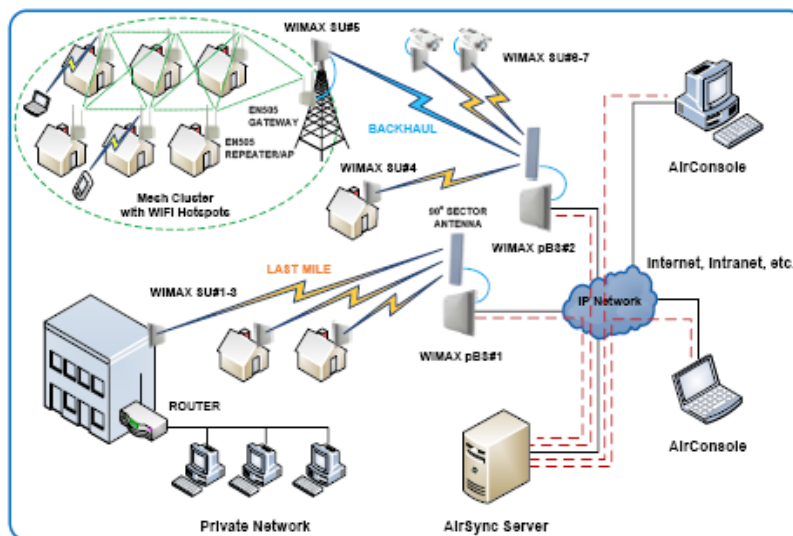 WIMAX SU#5
WIMAX SU#6-7
EN505
GATEWAY
BACKHAUL
EN505
REPEATER/AP
AirConsole
Mesh Cluster
with WIFI Hotspots
WIMAX SU#4
90° SECTOR
ANTENNA
WIMAX pBS#2
Internet, Intranet, etc.
LAST MILE
WIMAX SU#1-3
IP Network
WIMAX pBS#1
ROUTER
AirConsole
Private Network
AirSync Server